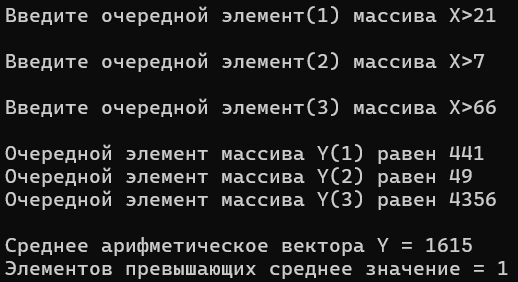 Введите очередной элемент(1) массива X>21
Введите очередной элемент(2) массива X>7
Введите очередной элемент(3) массива X>66
Очередной элемент массива Y(1) равен 441
Очередной элемент массива Y(2) равен 49
Очередной элемент массива Y(3) равен 4356
Среднее арифметическое вектора Y = 1615
Элементов превышающих среднее значение = 1